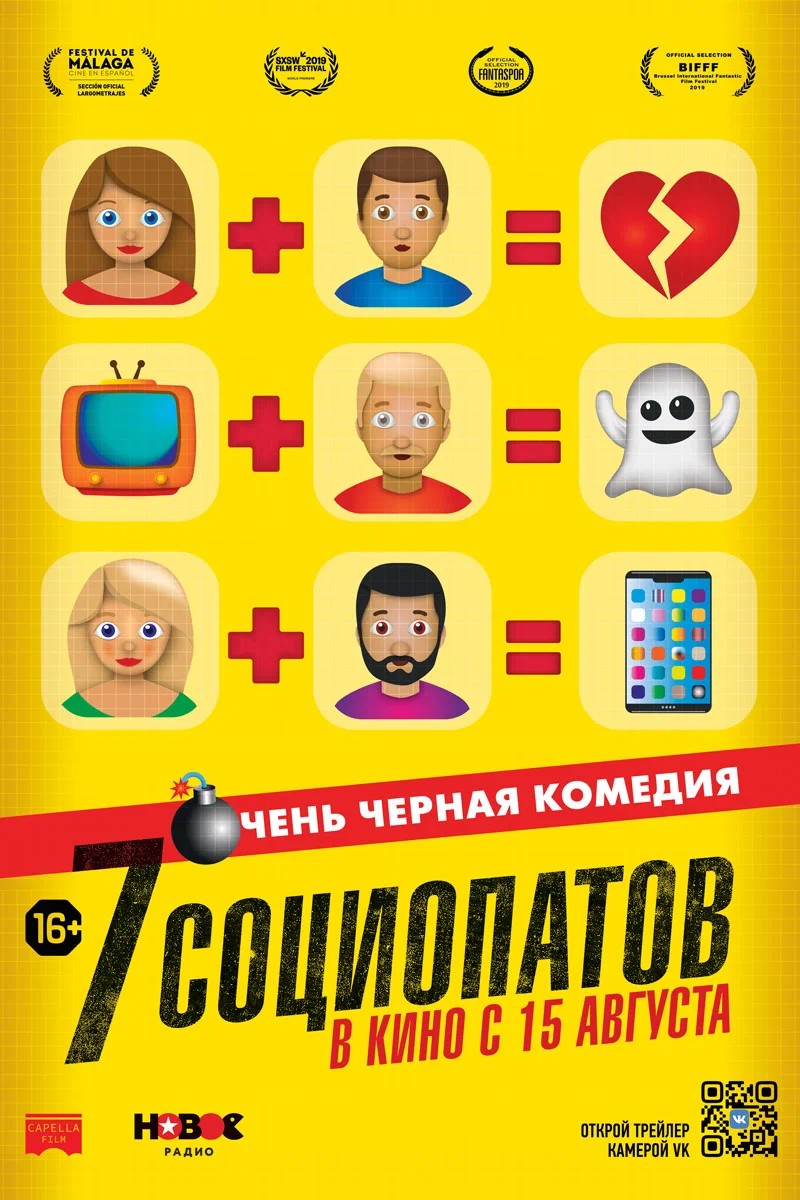 FESTIVAL DE
MÁLAGA
CINE EN ESPAÑOL
SECCIÓN OFICIAL
LARGOMETRAJES
SXSW 2019
FILM FESTIVAL
WORLD PREMIERE
OFFICIAL
SELECTION
FANTASPOA
2019
OFFICIAL SELECTION
BIFFF
Brussel International Fantastic
Film Festival
2019
ЧЕНЬ ЧЕРНАЯ КОМЕДИЯ
16+
7 СОЦИОПАТОВ
В КИНО С 15 АВГУСТА
CAPELLA
FILM
НОВОЕ
РАДИО
ОТКРОЙ ТРЕЙЛЕР
КАМЕРОЙ VK